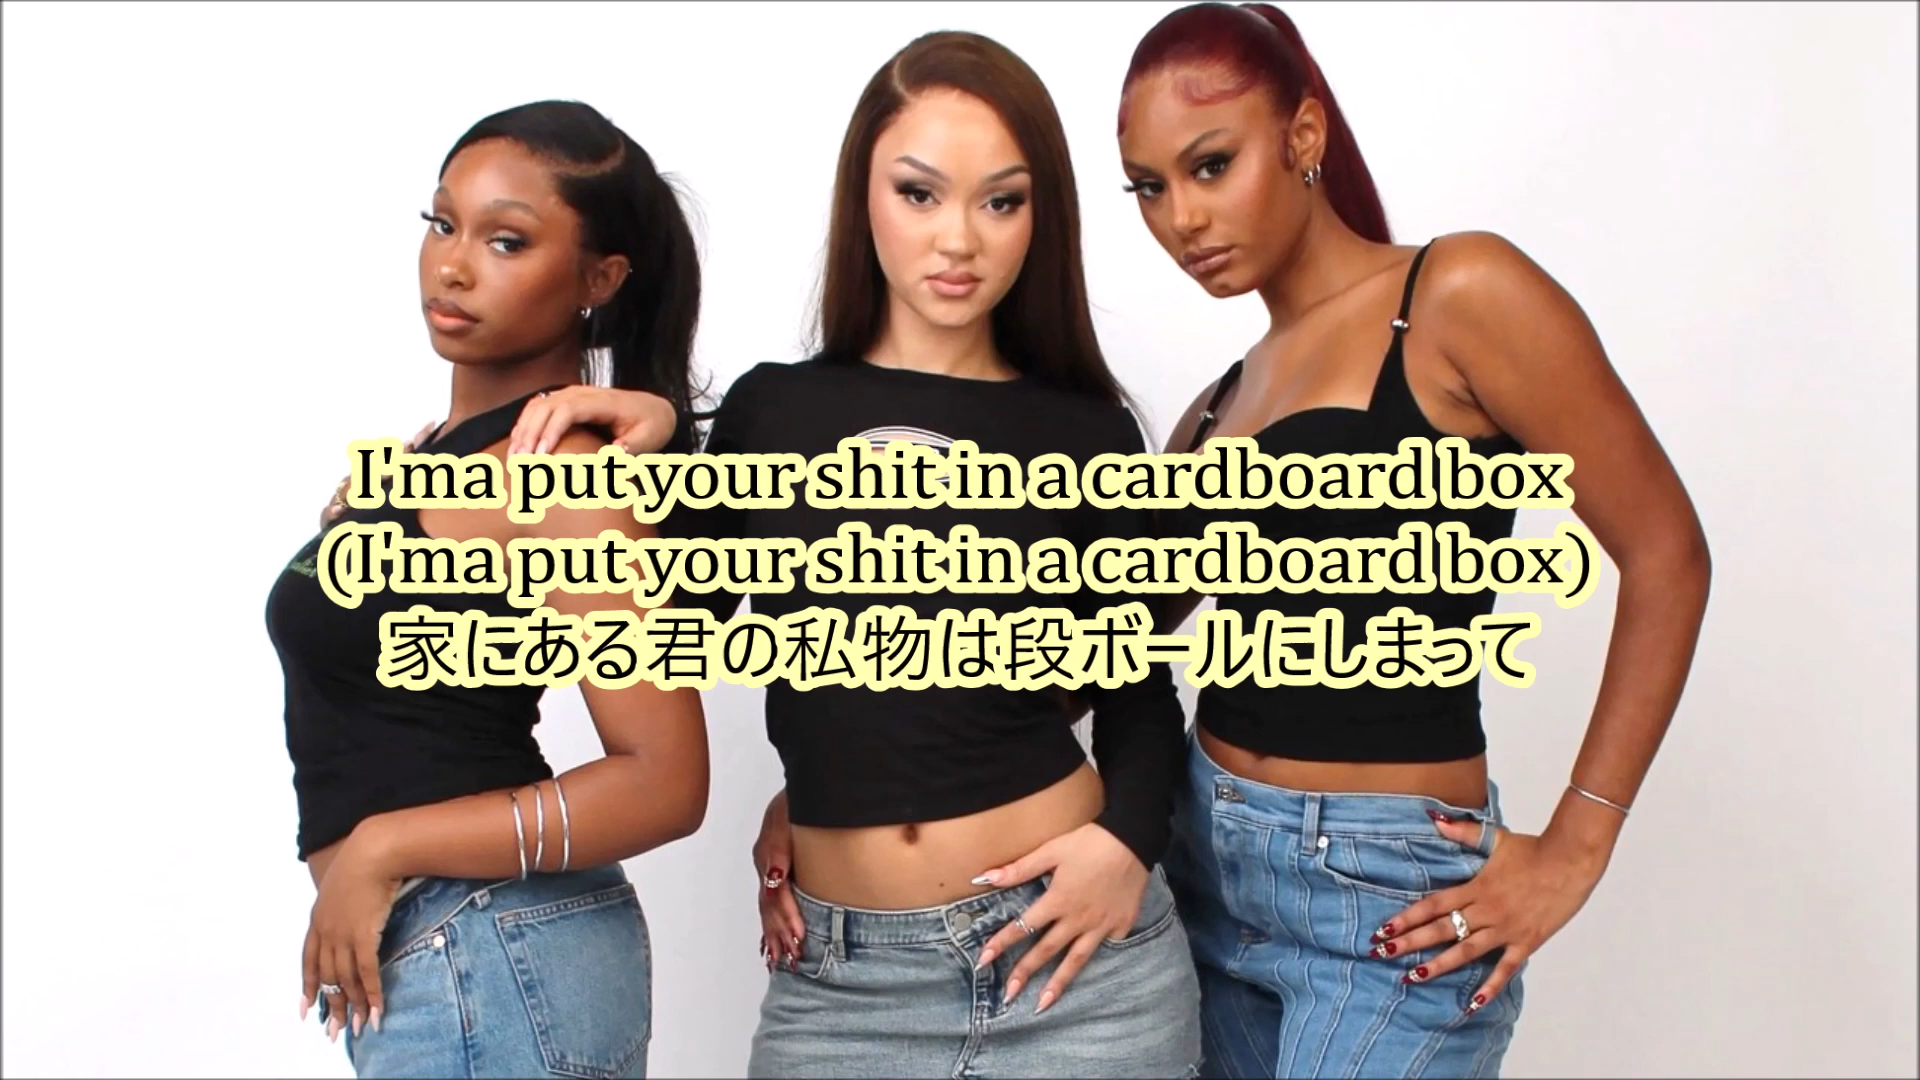 I'ma put your shit in a cardboard box
(I'ma put your shit in a cardboard box)
家にある君の私物は段ボールにしまって